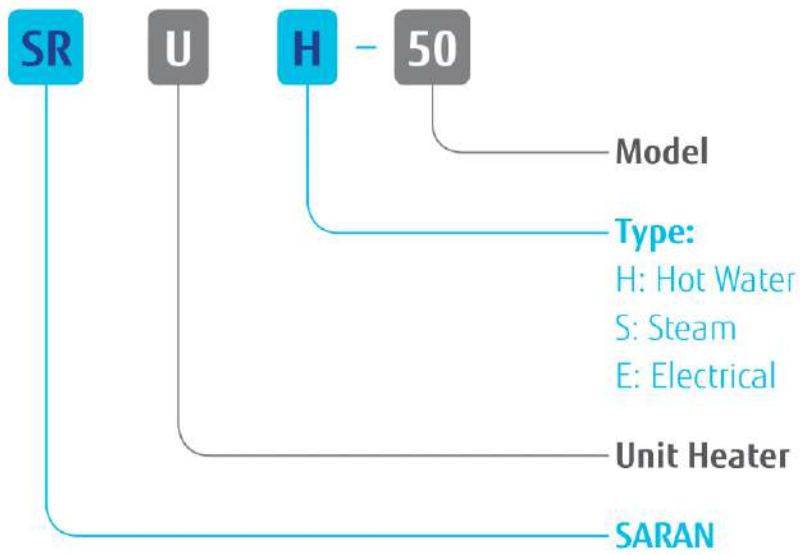 SR U H - 50
Model
Type:
H: Hot Water
S: Steam
E: Electrical
Unit Heater
SARAN